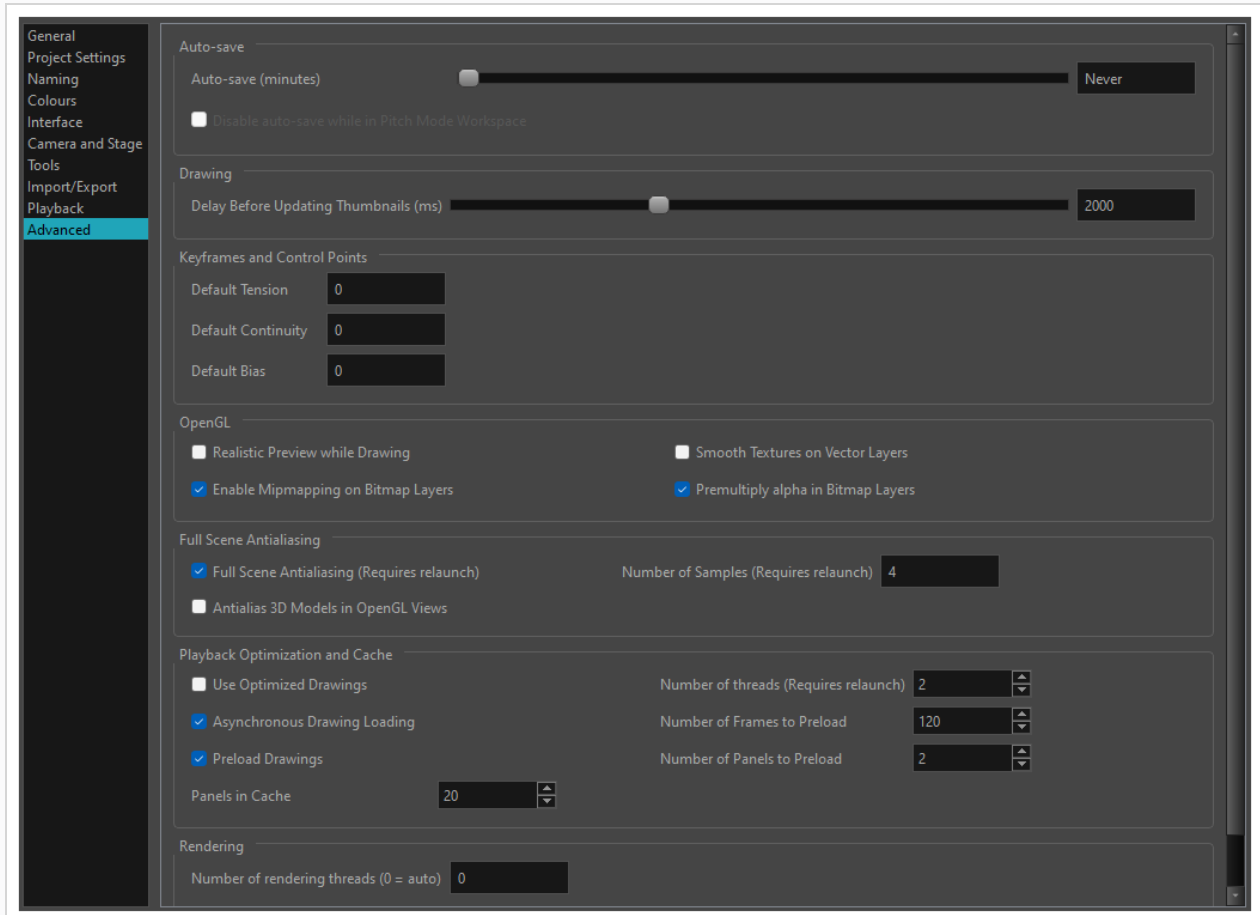 General
Project Settings
Naming
Colours
Interface
Camera and Stage
Tools
Import/Export
Playback
Advanced
Auto-save
Auto-save (minutes) Never
Disable auto-save while in Pitch Mode Workspace
Drawing
Delay Before Updating Thumbnails (ms) 2000
Keyframes and Control Points
Default Tension 0
Default Continuity 0
Default Bias 0
OpenGL
Realistic Preview while Drawing Smooth Textures on Vector Layers
Enable Mipmapping on Bitmap Layers Premultiply alpha in Bitmap Layers
Full Scene Antialiasing
Full Scene Antialiasing (Requires relaunch) Number of Samples (Requires relaunch) 4
Antialias 3D Models in OpenGL Views
Playback Optimization and Cache
Use Optimized Drawings Number of threads (Requires relaunch) 2
Asynchronous Drawing Loading Number of Frames to Preload 120
Preload Drawings Number of Panels to Preload 2
Panels in Cache 20
Rendering
Number of rendering threads (0 = auto) 0